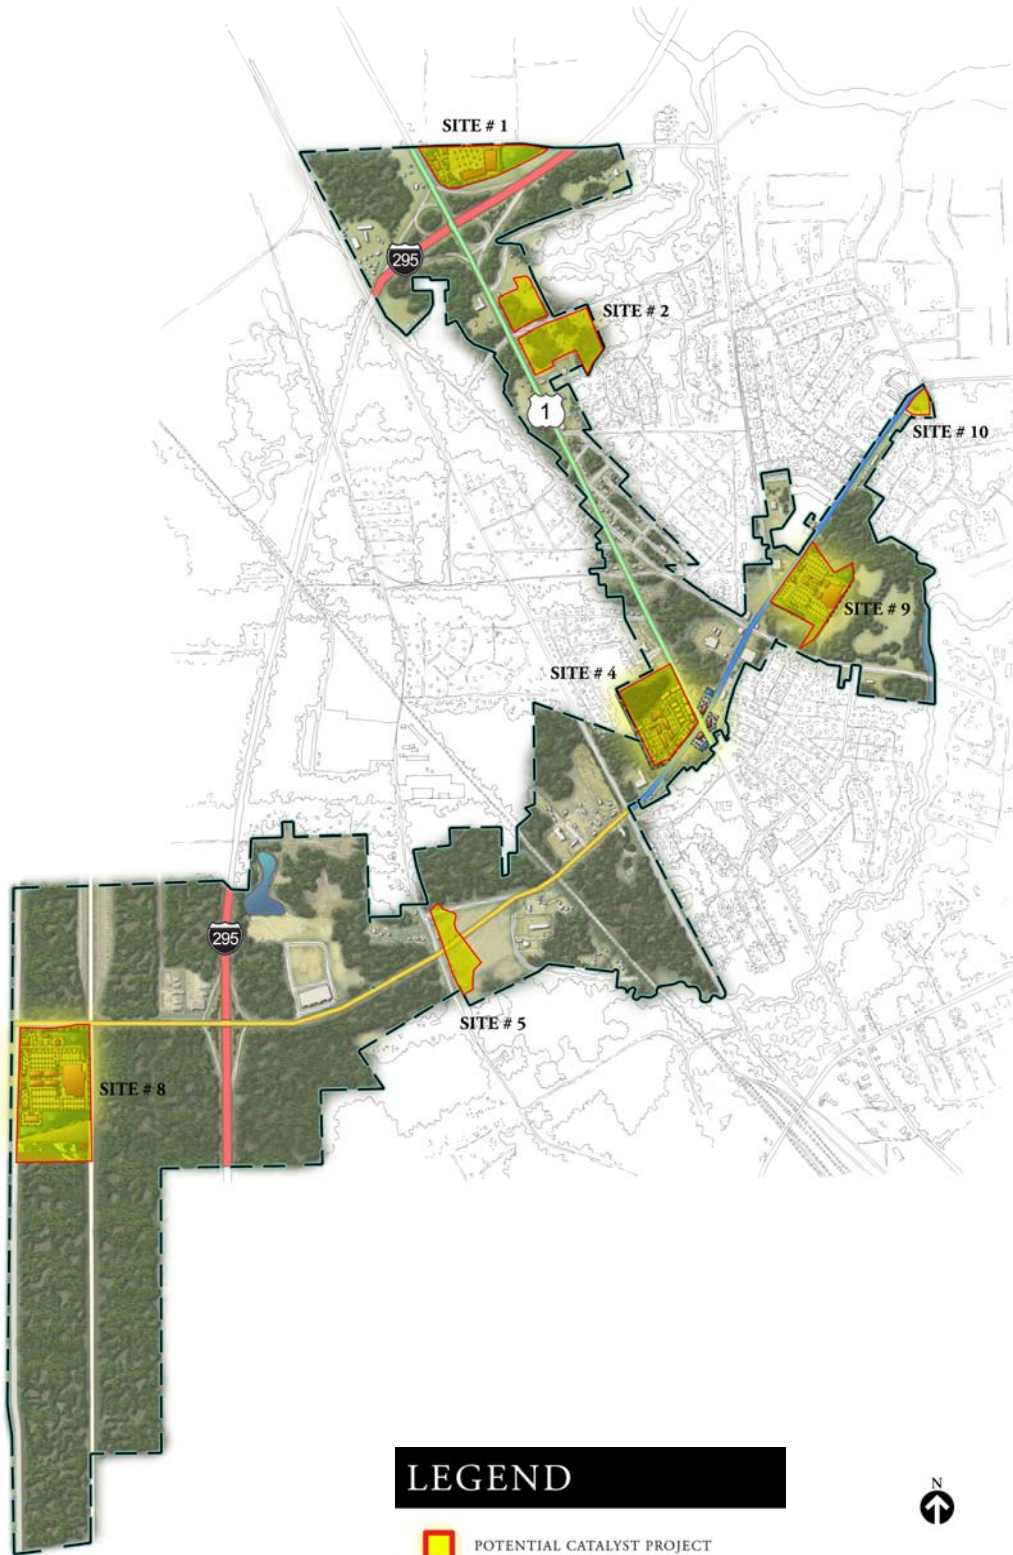 SITE # 1
295
SITE # 2
1
SITE # 10
SITE # 9
SITE # 4
295
SITE # 5
SITE # 8
LEGEND
N
POTENTIAL CATALYST PROJECT